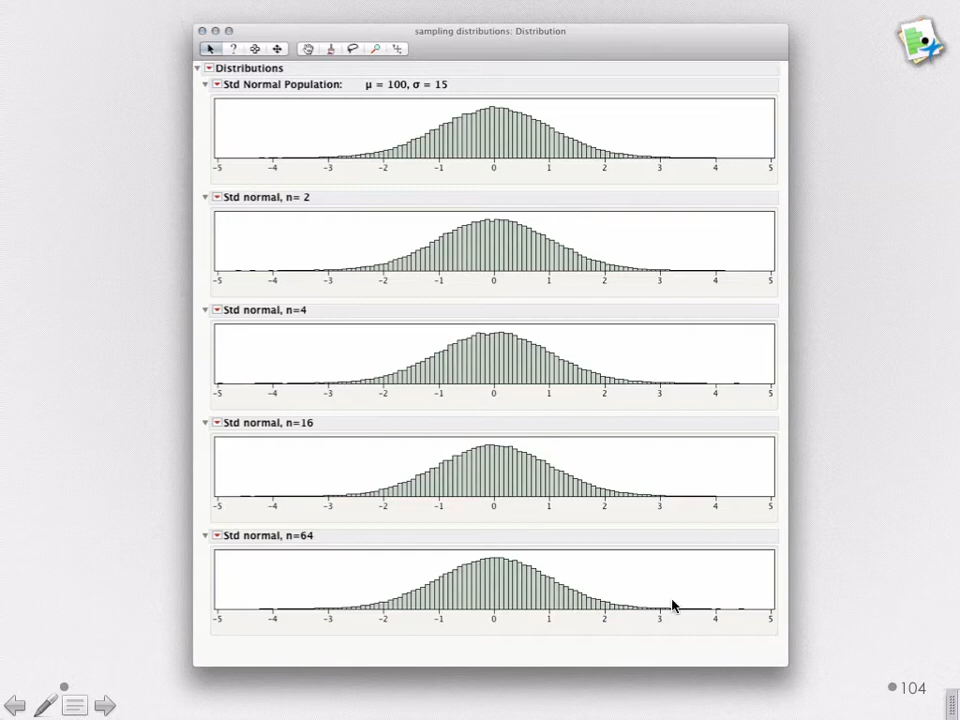 sampling distributions: Distribution
?
Distributions
Std Normal Population: μ = 100, σ = 15
-5 -4 -3 -2 -1 0 1 2 3 4 5
Std normal, n= 2
-5 -4 -3 -2 -1 0 1 2 3 4 5
Std normal, n=4
-5 -4 -3 -2 -1 0 1 2 3 4 5
Std normal, n=16
-5 -4 -3 -2 -1 0 1 2 3 4 5
Std normal, n=64
-5 -4 -3 -2 -1 0 1 2 3 4 5
104